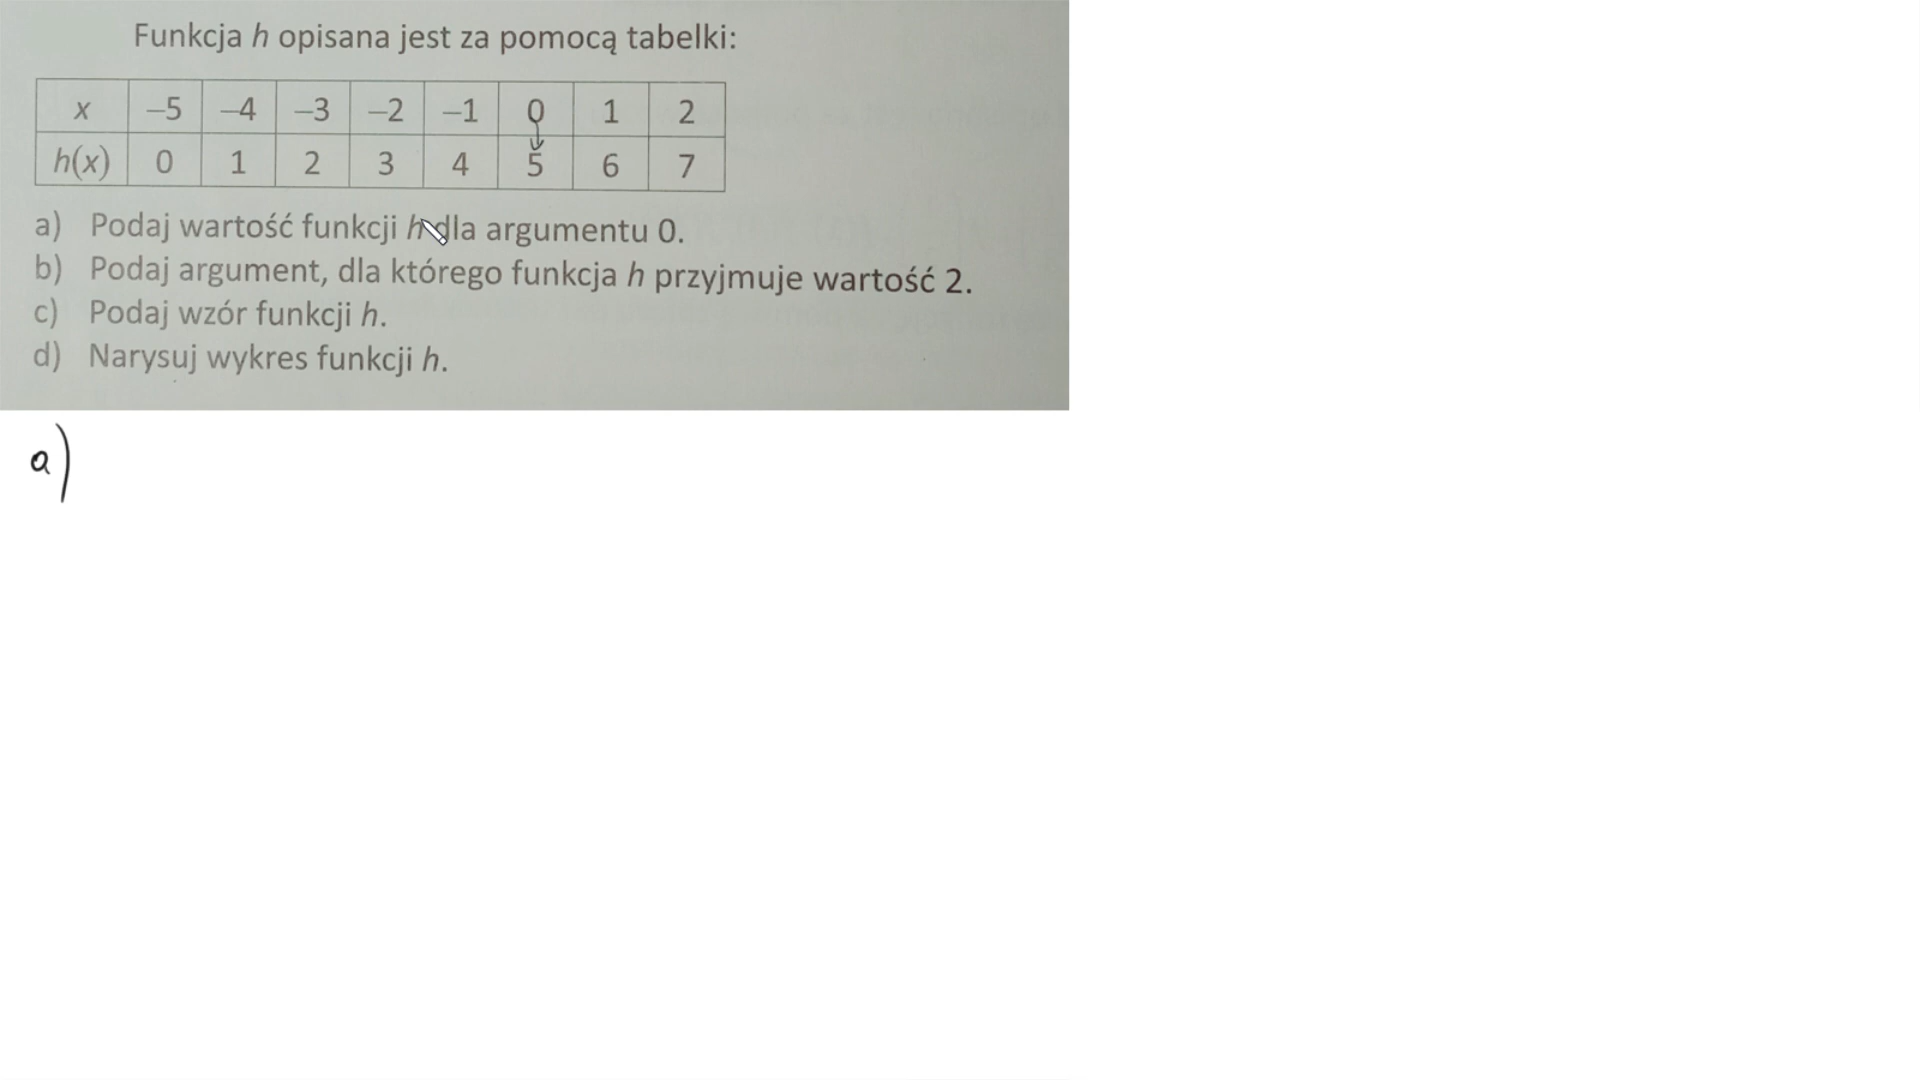 Funkcja h opisana jest za pomocą tabelki:
x –5 –4 –3 –2 –1 0 1 2
h(x) 0 1 2 3 4 5 6 7
a) Podaj wartość funkcji h dla argumentu 0.
b) Podaj argument, dla którego funkcja h przyjmuje wartość 2.
c) Podaj wzór funkcji h.
d) Narysuj wykres funkcji h.
a)